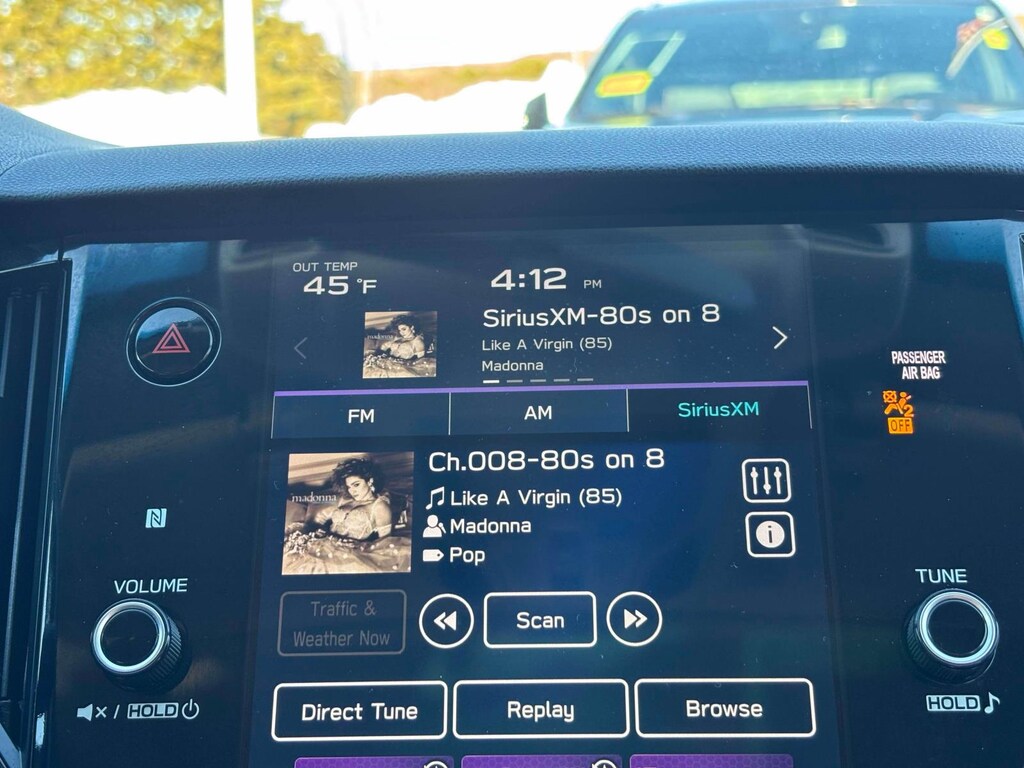 OUT TEMP
45°F
4:12 PM
SiriusXM-80s on 8
Like A Virgin (85)
Madonna
madonna
PASSENGER
AIR BAG
2
OFF
FM
AM
SiriusXM
Ch.008-80s on 8
Like A Virgin (85)
Madonna
Pop
madonna
i
N
VOLUME
TUNE
Traffic &
Weather Now
Scan
× / HOLD
HOLD
Direct Tune
Replay
Browse